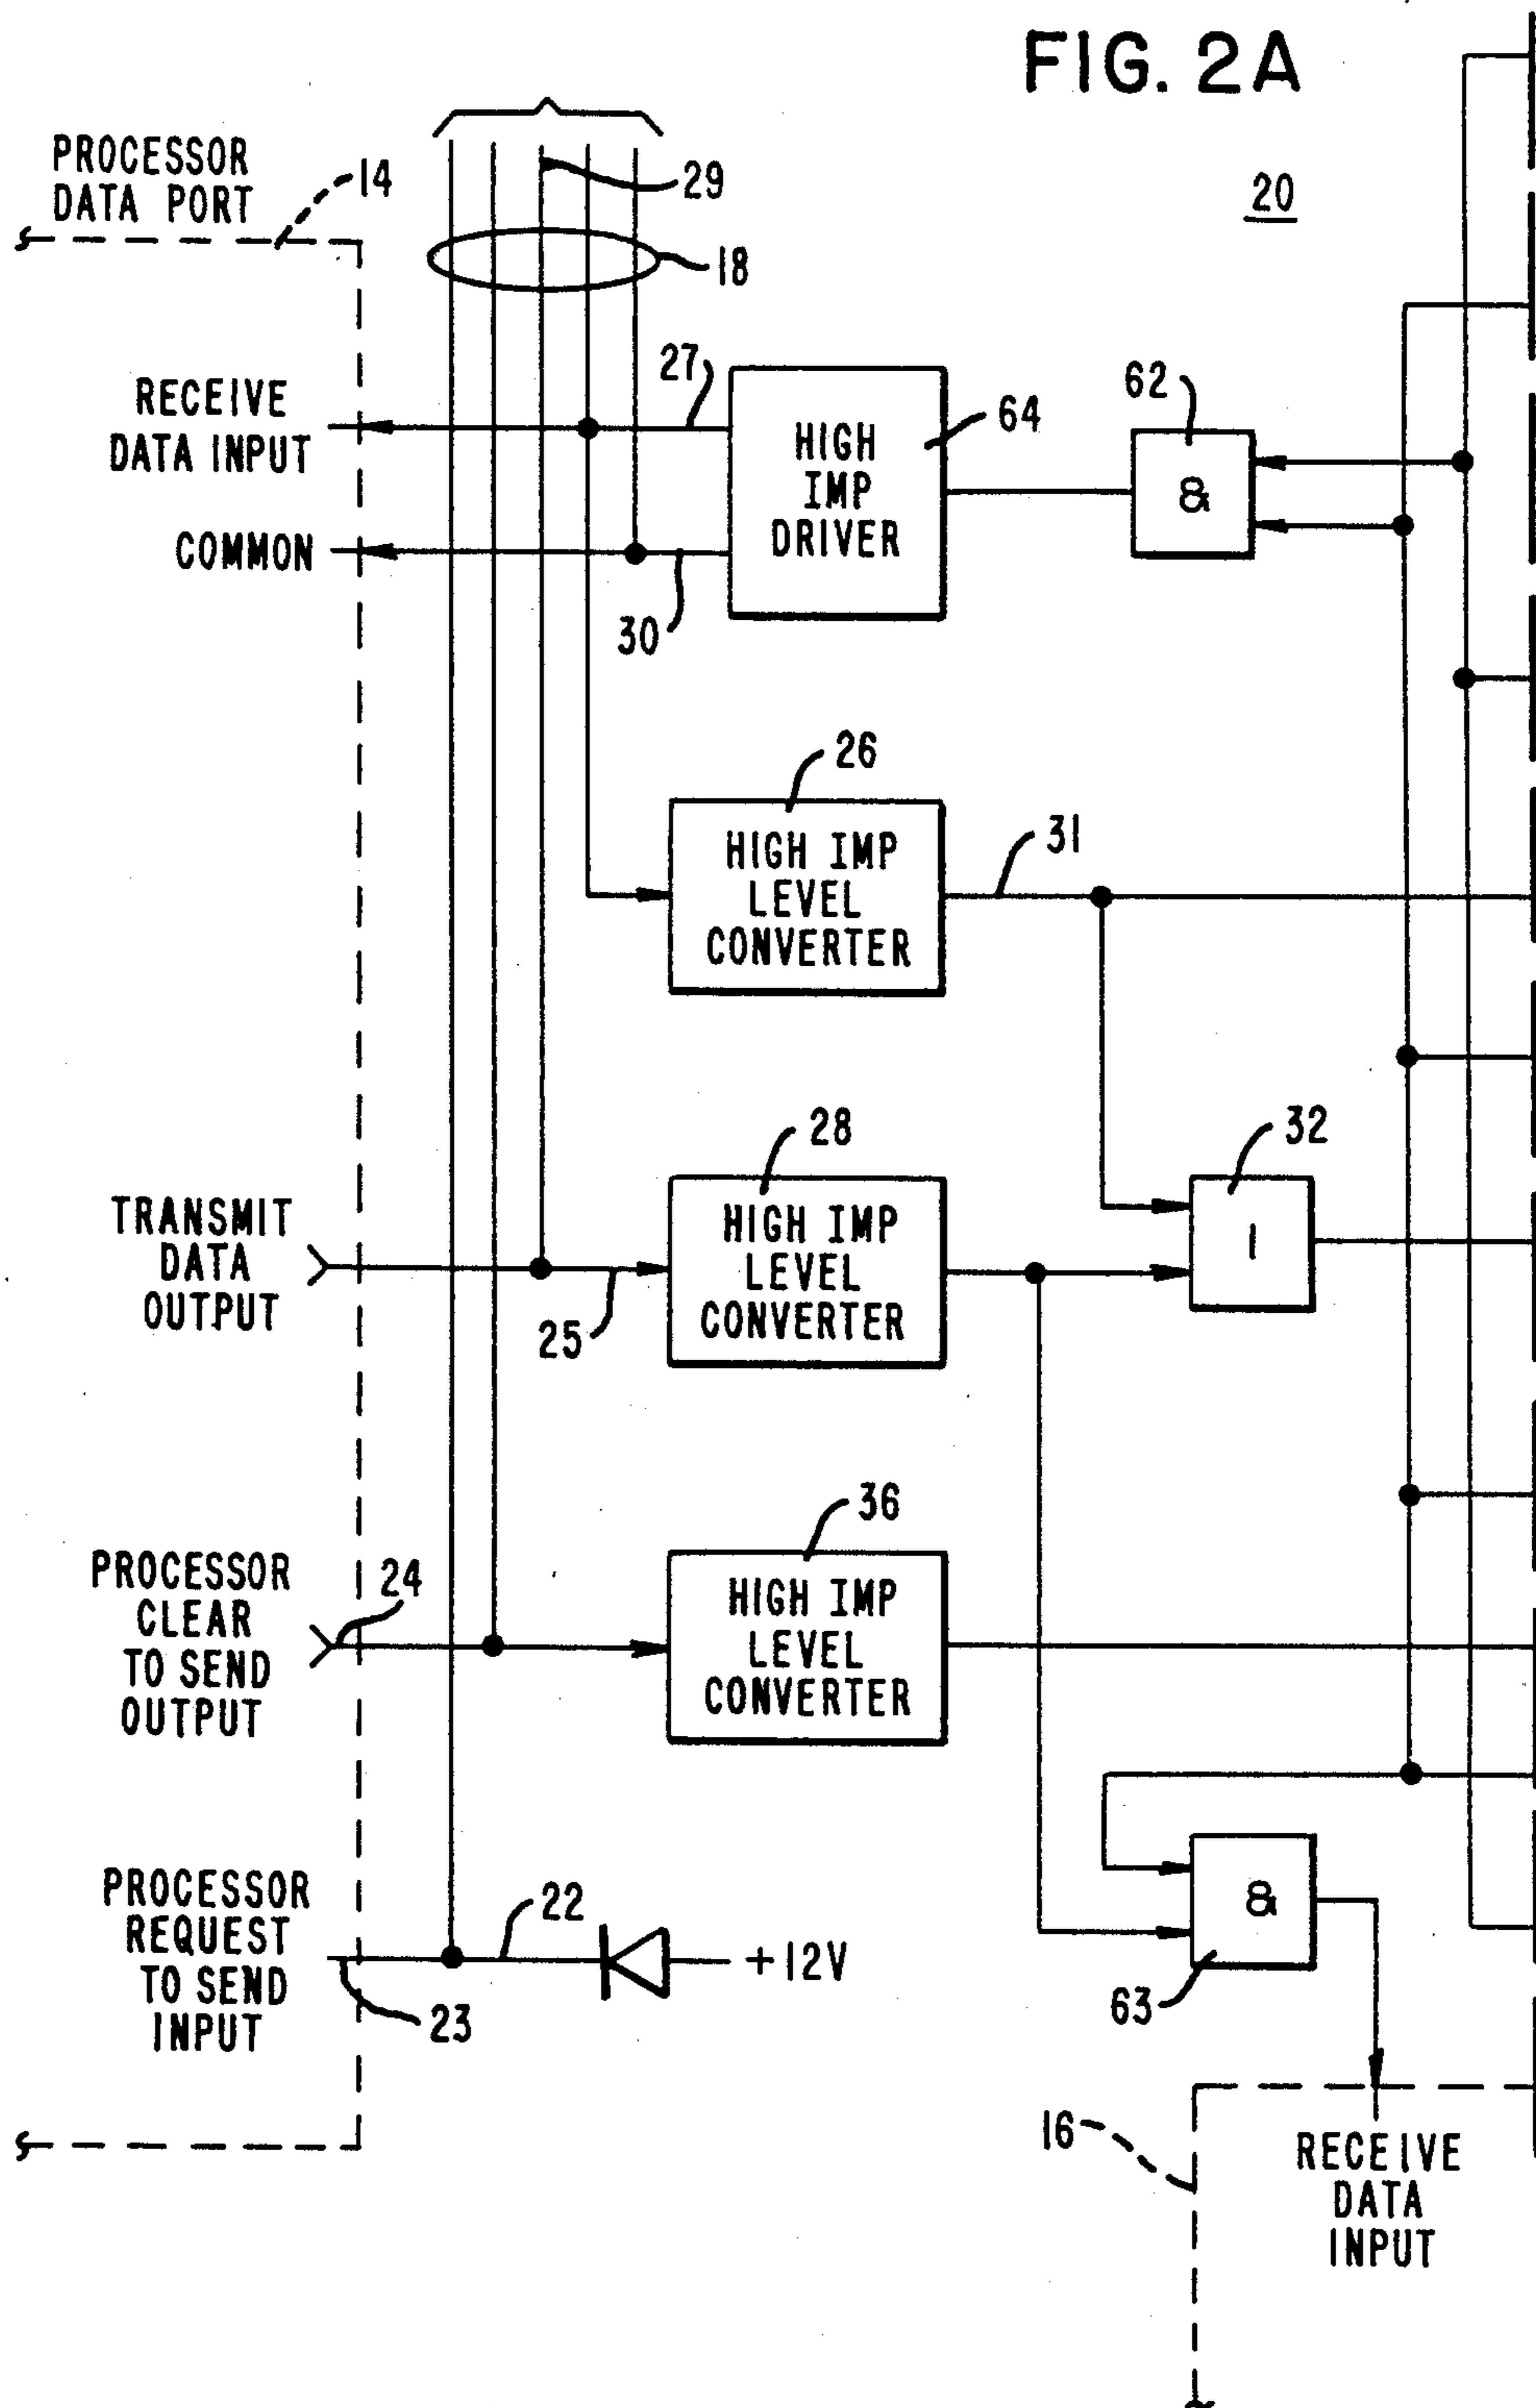 FIG. 2A
PROCESSOR
DATA PORT
14
29
20
18
RECEIVE
DATA INPUT
27
HIGH
IMP
DRIVER
64
62
&
COMMON
30
26
HIGH IMP
LEVEL
CONVERTER
31
TRANSMIT
DATA
OUTPUT
25
28
HIGH IMP
LEVEL
CONVERTER
32
1
PROCESSOR
CLEAR
TO SEND
OUTPUT
24
36
HIGH IMP
LEVEL
CONVERTER
PROCESSOR
REQUEST
TO SEND
INPUT
22
+12V
23
&
63
16
RECEIVE
DATA
INPUT